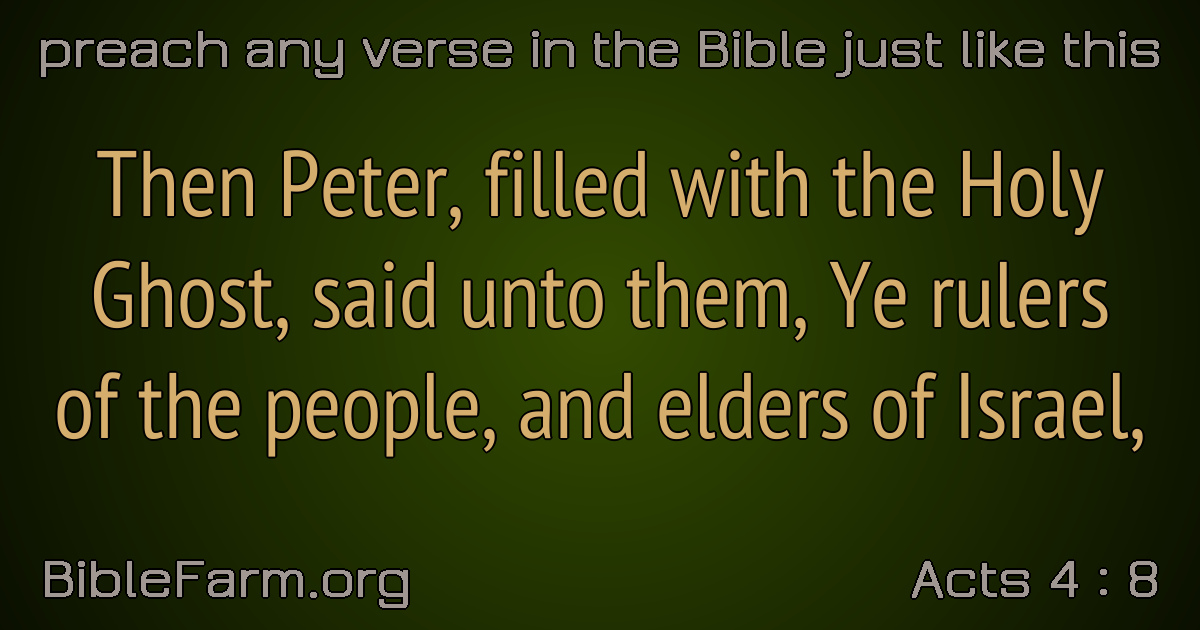 preach any verse in the Bible just like this
Then Peter, filled with the Holy
Ghost, said unto them, Ye rulers
of the people, and elders of Israel,
BibleFarm.org
Acts 4 : 8